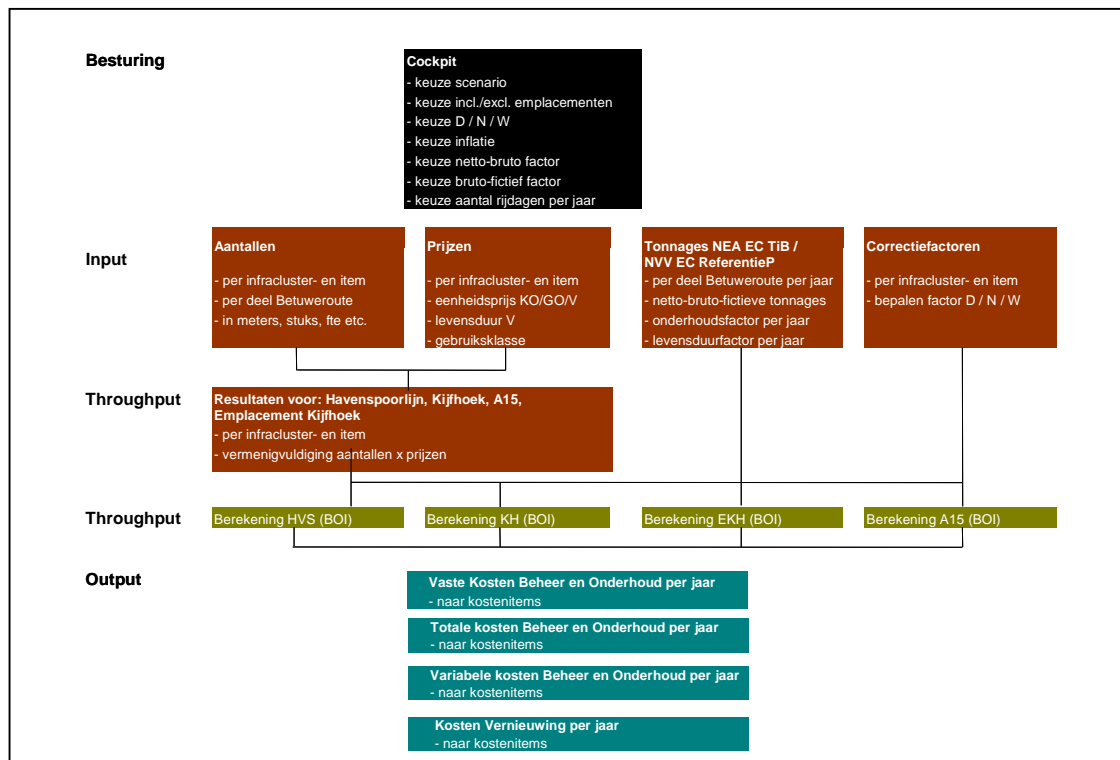 Besturing
Cockpit
- keuze scenario
- keuze incl./excl. emplacementen
- keuze D / N / W
- keuze inflatie
- keuze netto-bruto factor
- keuze bruto-fictief factor
- keuze aantal rijdagen per jaar
Input
Aantallen
- per infracluster- en item
- per deel Betuweroute
- in meters, stuks, fte etc.
Prijzen
- per infracluster- en item
- eenheidsprijs KO/GO/V
- levensduur V
- gebruiksklasse
Tonnages NEA EC TiB /
NVV EC ReferentieP
- per deel Betuweroute per jaar
- netto-bruto-fictieve tonnages
- onderhoudsfactor per jaar
- levensduurfactor per jaar
Correctiefactoren
- per infracluster- en item
- bepalen factor D / N / W
Throughput
Resultaten voor: Havenspoorlijn, Kijfhoek, A15,
Emplacement Kijfhoek
- per infracluster- en item
- vermenigvuldiging aantallen x prijzen
Throughput
Berekening HVS (BOI)
Berekening KH (BOI)
Berekening EKH (BOI)
Berekening A15 (BOI)
Output
Vaste Kosten Beheer en Onderhoud per jaar
- naar kostenitems
Totale kosten Beheer en Onderhoud per jaar
- naar kostenitems
Variabele kosten Beheer en Onderhoud per jaar
- naar kostenitems
Kosten Vernieuwing per jaar
- naar kostenitems